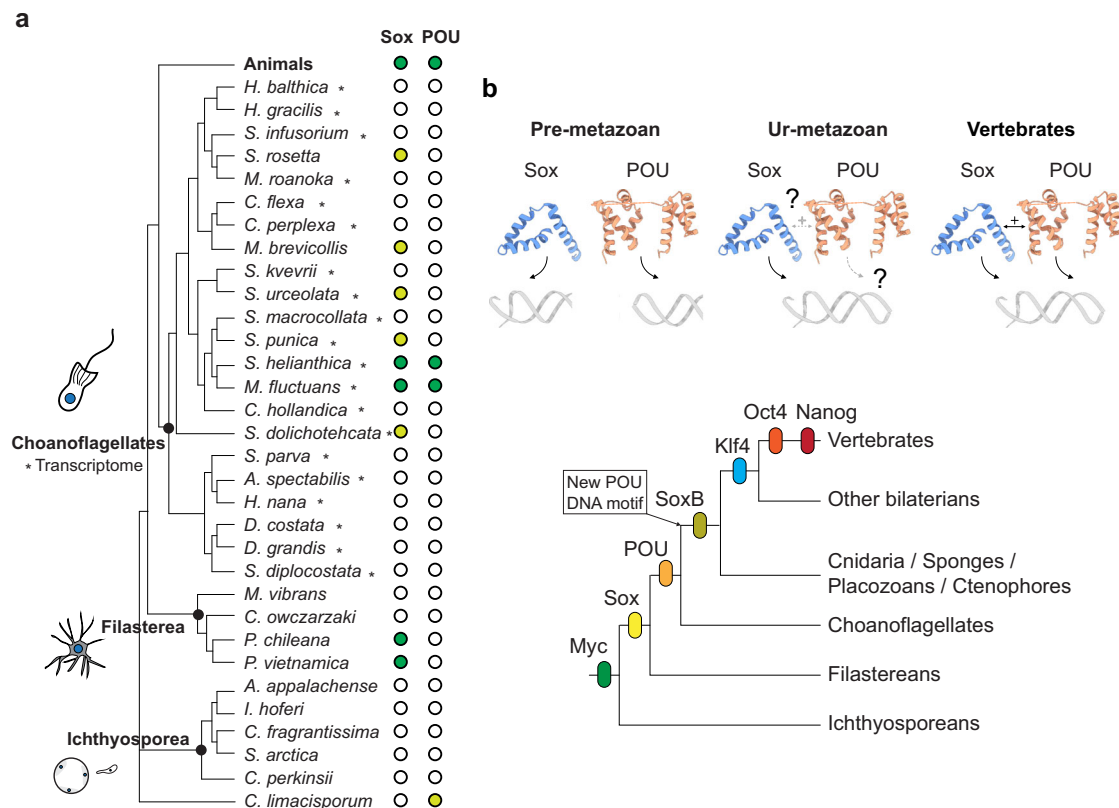 a
Sox POU
Animals
H. balthica *
H. gracilis *
S. infusorium *
S. rosetta
M. roanoka *
C. flexa *
C. perplexa *
M. brevicollis
S. kvevrii *
S. urceolata *
S. macrocollata *
S. punica *
S. helianthica *
M. fluctuans *
C. hollandica *
S. dolichotehcata *
Choanoflagellates
* Transcriptome
S. parva *
A. spectabilis *
H. nana *
D. costata *
D. grandis *
S. diplocostata *
M. vibrans
Filasterea
C. owczarzaki
P. chileana
P. vietnamica
A. appalachense
I. hoferi
Ichthyosporea
C. fragrantissima
S. arctica
C. perkinsii
C. limacisporum
b
Pre-metazoan Ur-metazoan Vertebrates
Sox POU Sox POU Sox POU
? + +
?
Oct4 Nanog
Vertebrates
Klf4
New POU
DNA motif
SoxB
Other bilaterians
POU
Cnidaria / Sponges /
Placozoans / Ctenophores
Sox
Choanoflagellates
Myc
Filastereans
Ichthyosporeans